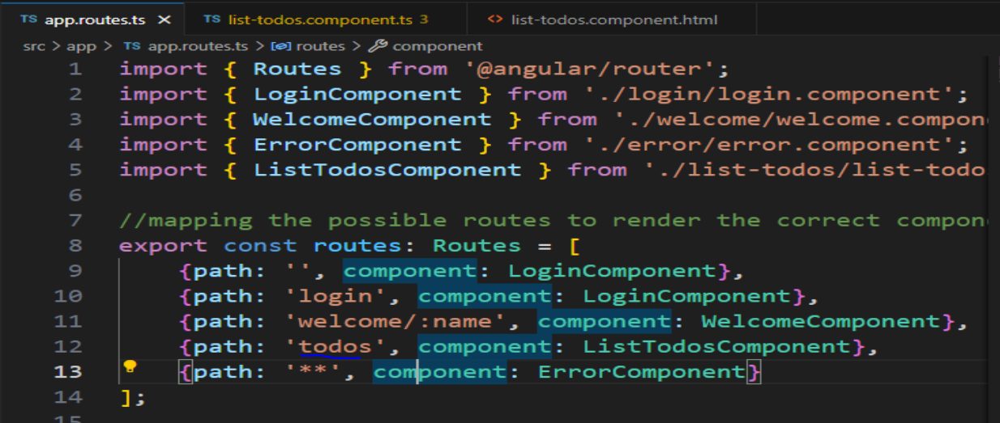 TS app.routes.ts × TS list-todos.component.ts 3 <> list-todos.component.html
src > app > TS app.routes.ts > routes > component
1 import { Routes } from '@angular/router';
2 import { LoginComponent } from './login/login.component';
3 import { WelcomeComponent } from './welcome/welcome.compon
4 import { ErrorComponent } from './error/error.component';
5 import { ListTodosComponent } from './list-todos/list-todo
6
7 //mapping the possible routes to render the correct compon
8 export const routes: Routes = [
9 {path: '', component: LoginComponent},
10 {path: 'login', component: LoginComponent},
11 {path: 'welcome/:name', component: WelcomeComponent},
12 {path: 'todos', component: ListTodosComponent},
13 {path: '**', component: ErrorComponent}
14 ];
15